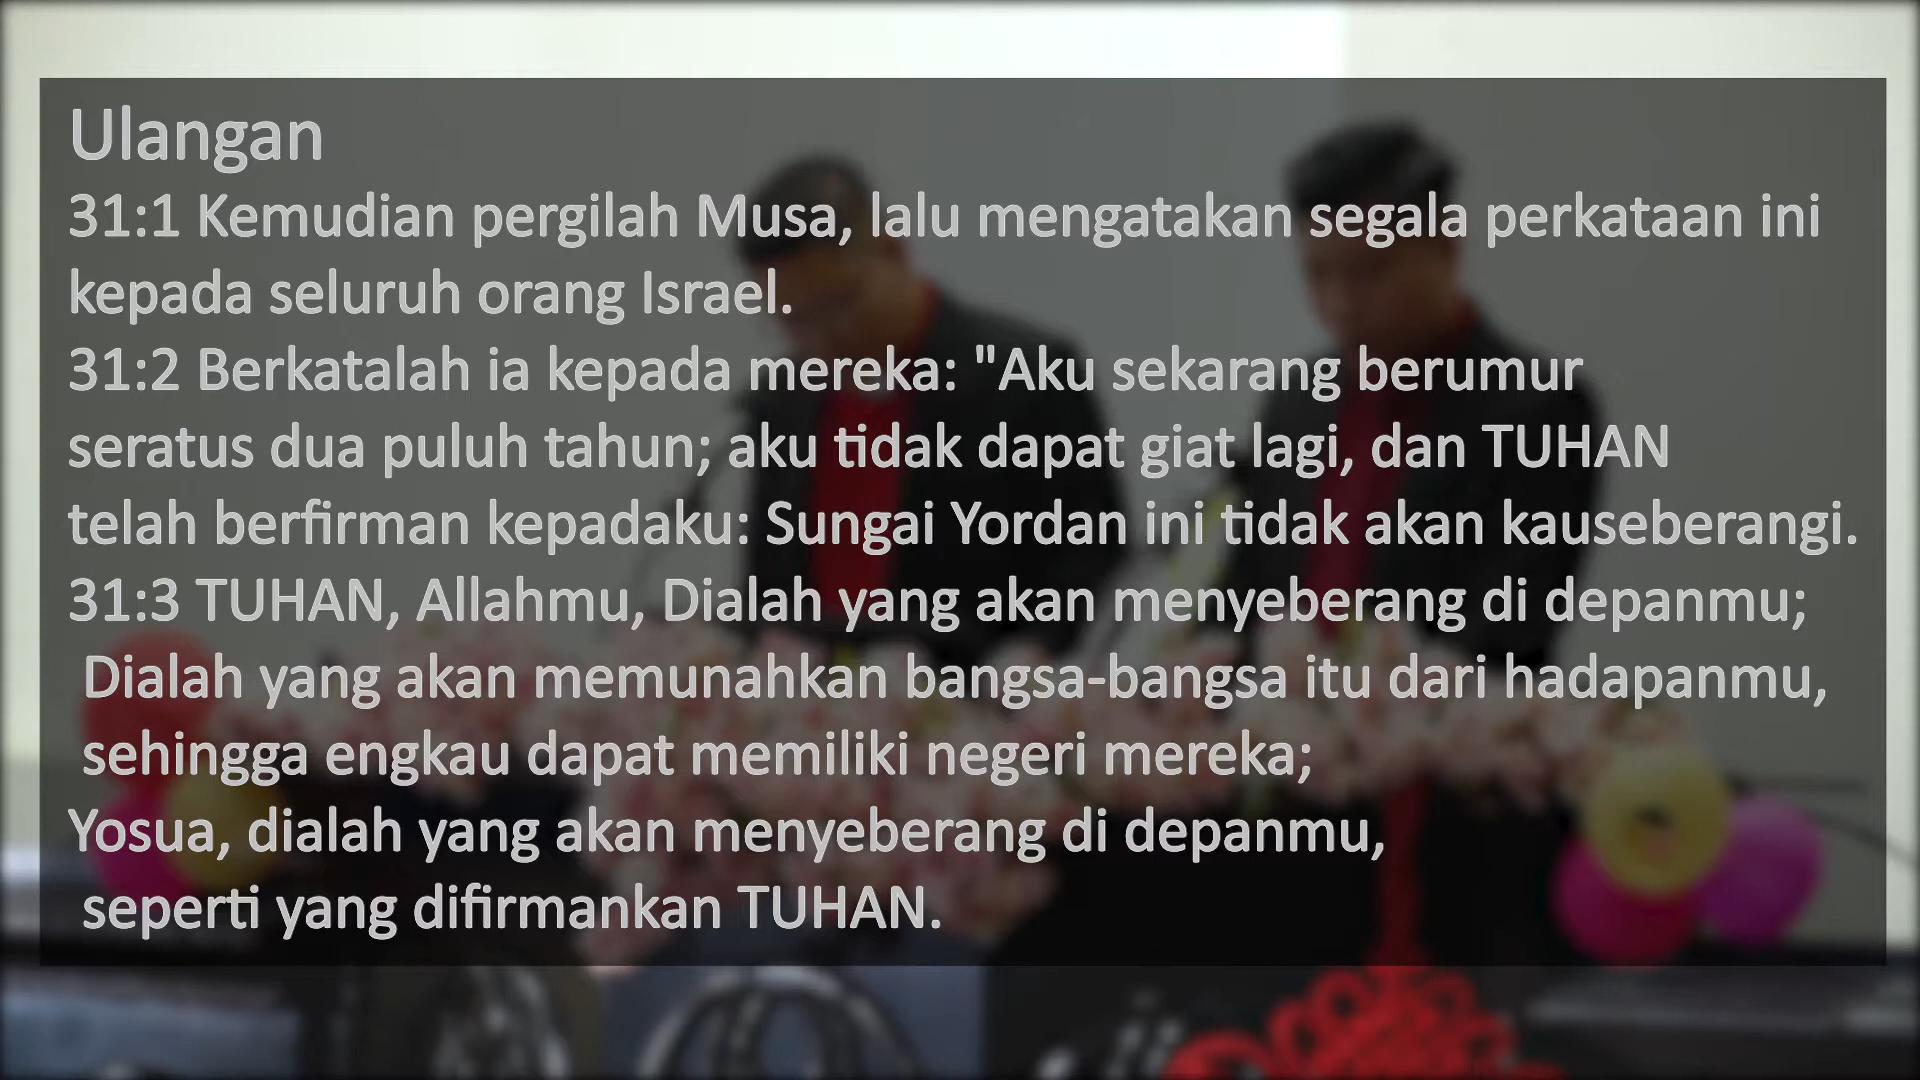 Ulangan
31:1 Kemudian pergilah Musa, lalu mengatakan segala perkataan ini
kepada seluruh orang Israel.
31:2 Berkatalah ia kepada mereka: "Aku sekarang berumur
seratus dua puluh tahun; aku tidak dapat giat lagi, dan TUHAN
telah berfirman kepadaku: Sungai Yordan ini tidak akan kauseberangi.
31:3 TUHAN, Allahmu, Dialah yang akan menyeberang di depanmu;
Dialah yang akan memunahkan bangsa-bangsa itu dari hadapanmu,
sehingga engkau dapat memiliki negeri mereka;
Yosua, dialah yang akan menyeberang di depanmu,
seperti yang difirmankan TUHAN.